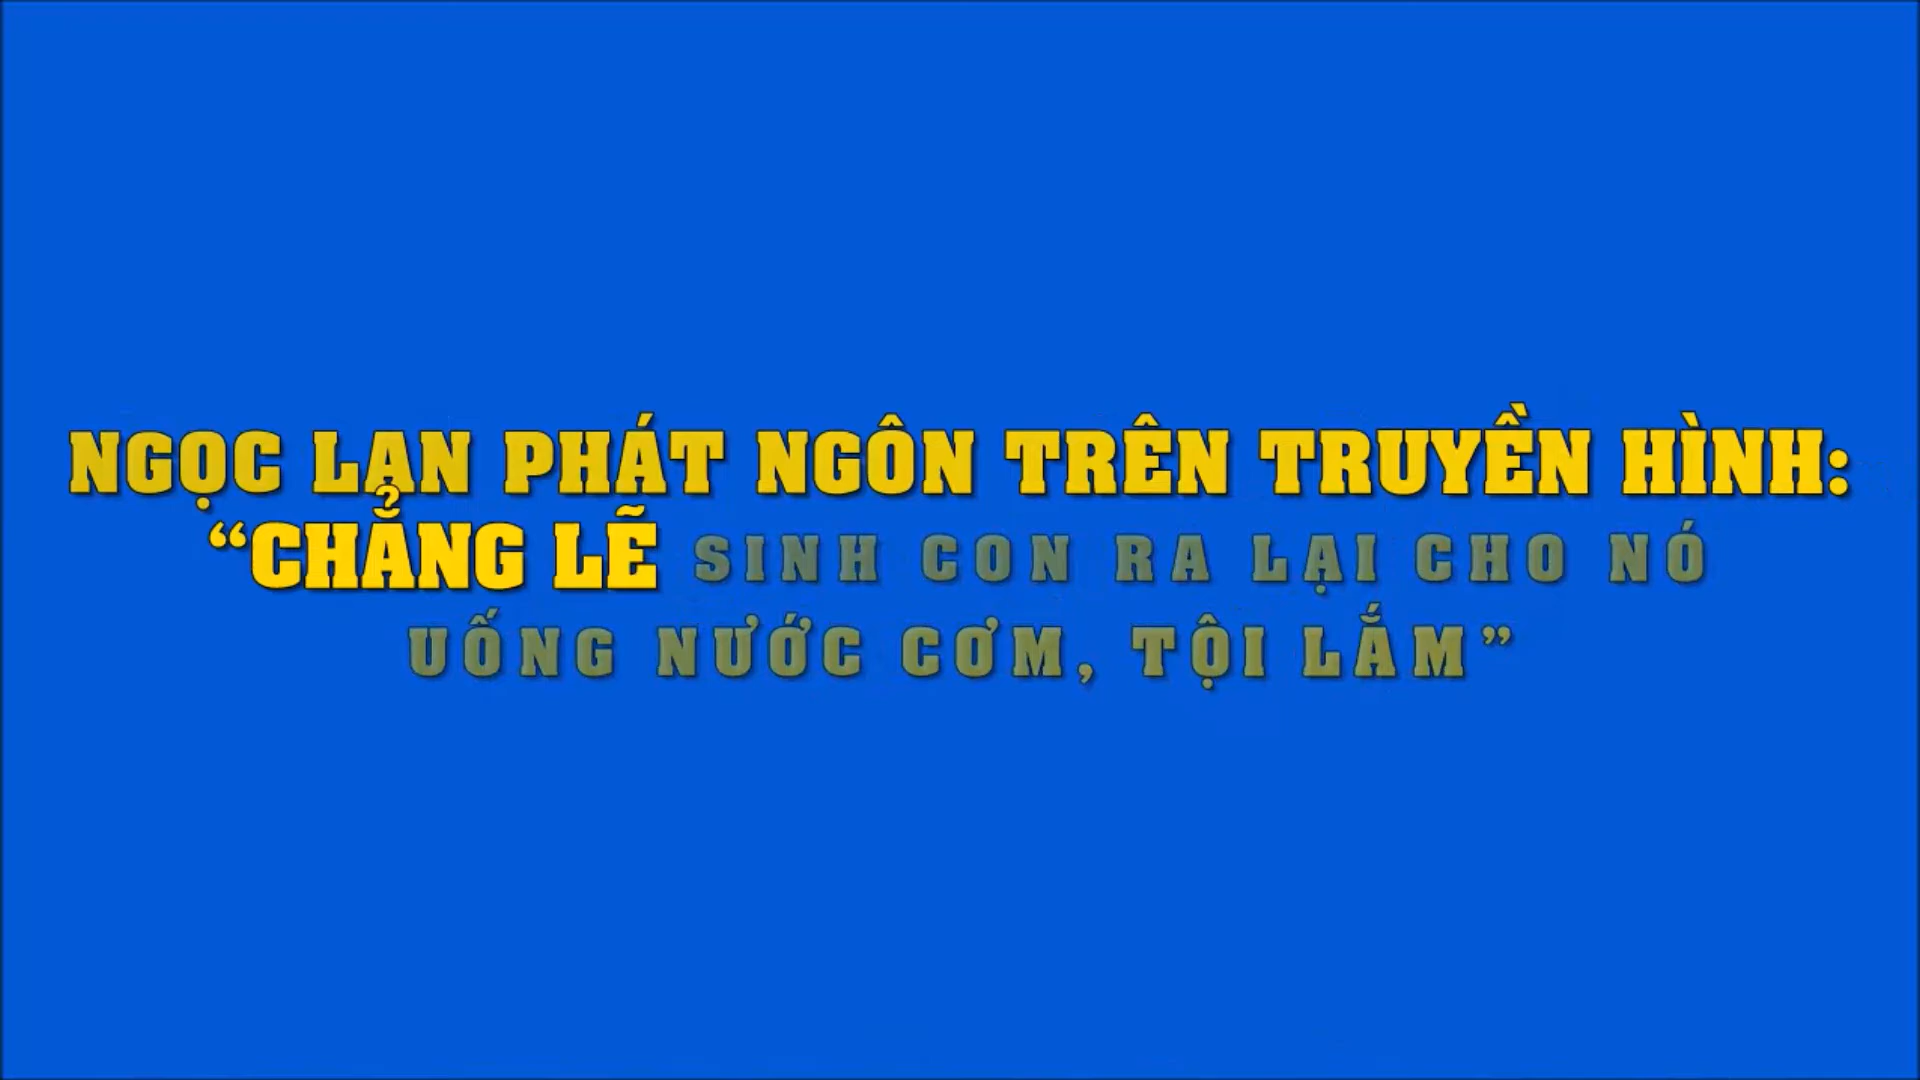 NGỌC LAN PHÁT NGÔN TRÊN TRUYỀN HÌNH:
“CHẲNG LẼ SINH CON RA LẠI CHO NÓ
UỐNG NƯỚC CƠM, TỘI LẮM”